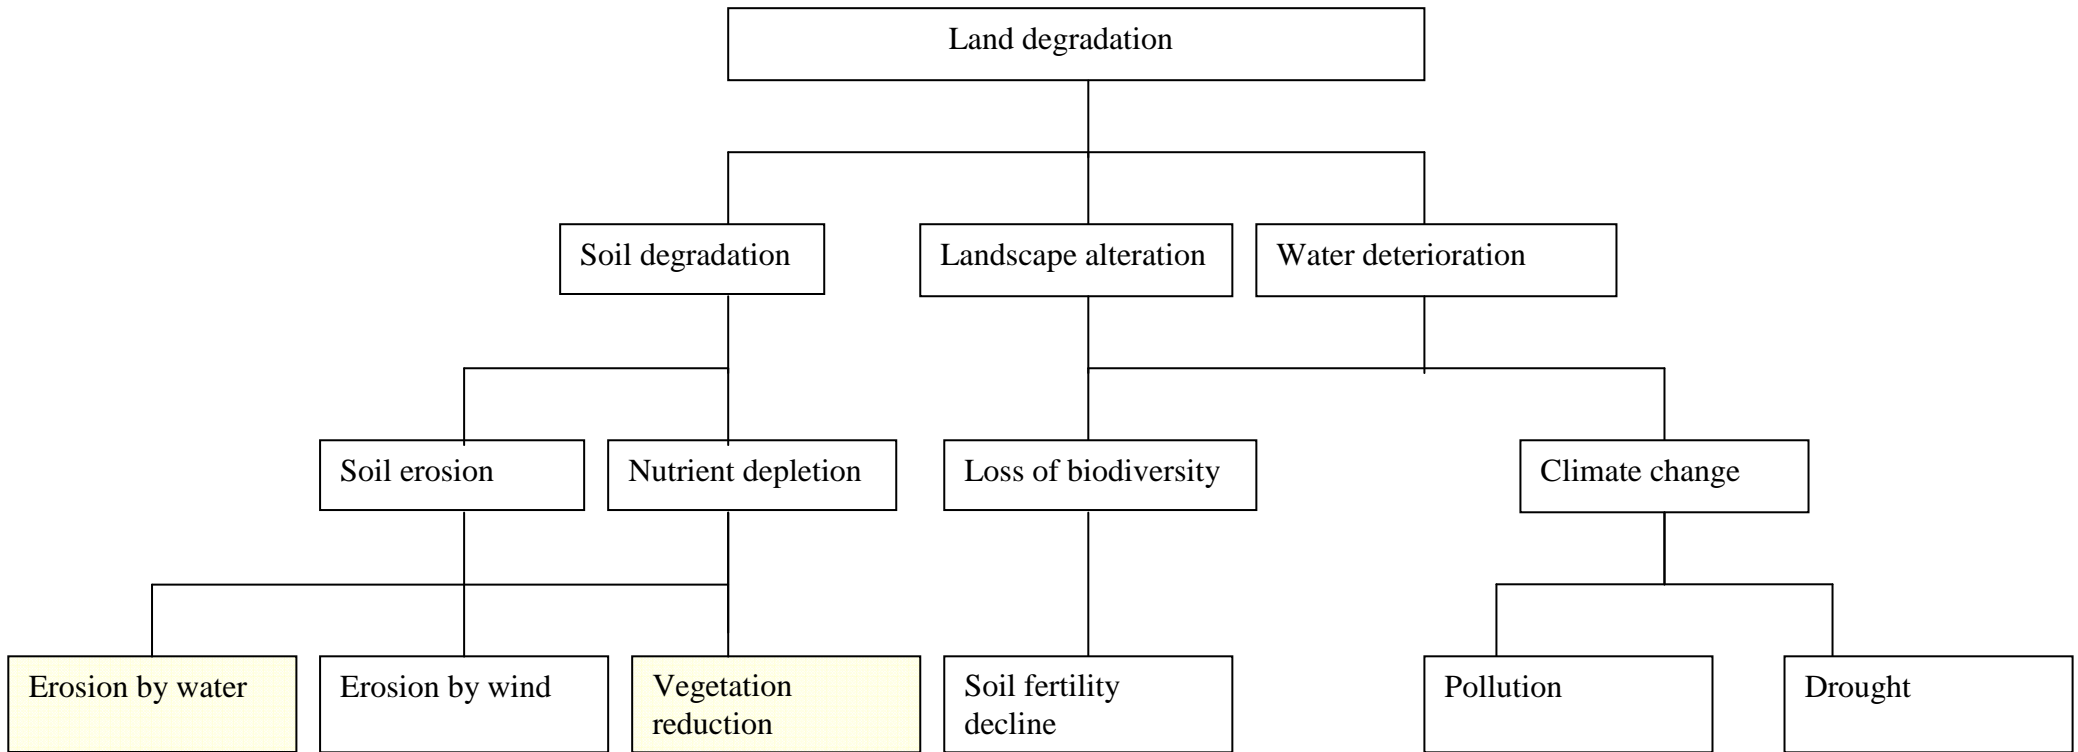 Land degradation
Soil degradation
Landscape alteration
Water deterioration
Soil erosion
Nutrient depletion
Loss of biodiversity
Climate change
Erosion by water
Erosion by wind
Vegetation
reduction
Soil fertility
decline
Pollution
Drought